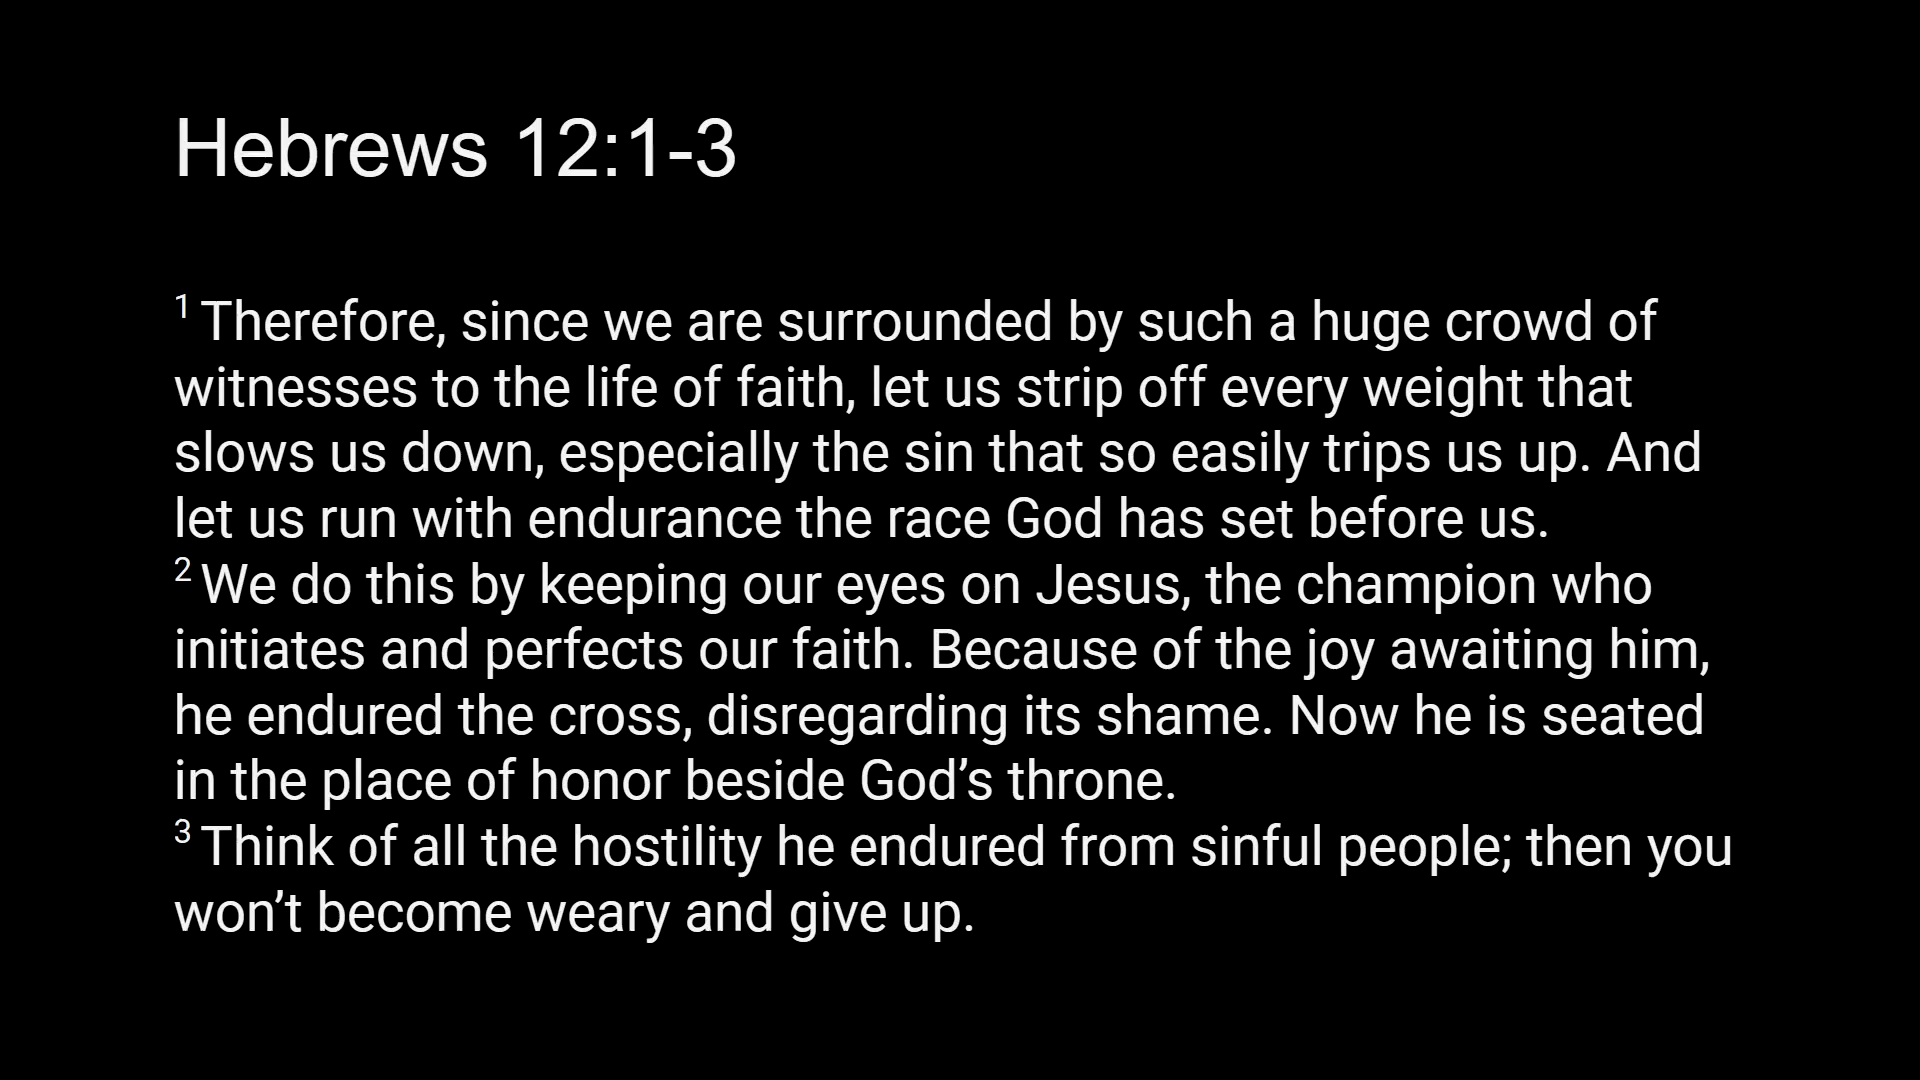 Hebrews 12:1-3
1 Therefore, since we are surrounded by such a huge crowd of
witnesses to the life of faith, let us strip off every weight that
slows us down, especially the sin that so easily trips us up. And
let us run with endurance the race God has set before us.
2 We do this by keeping our eyes on Jesus, the champion who
initiates and perfects our faith. Because of the joy awaiting him,
he endured the cross, disregarding its shame. Now he is seated
in the place of honor beside God’s throne.
3 Think of all the hostility he endured from sinful people; then you
won’t become weary and give up.